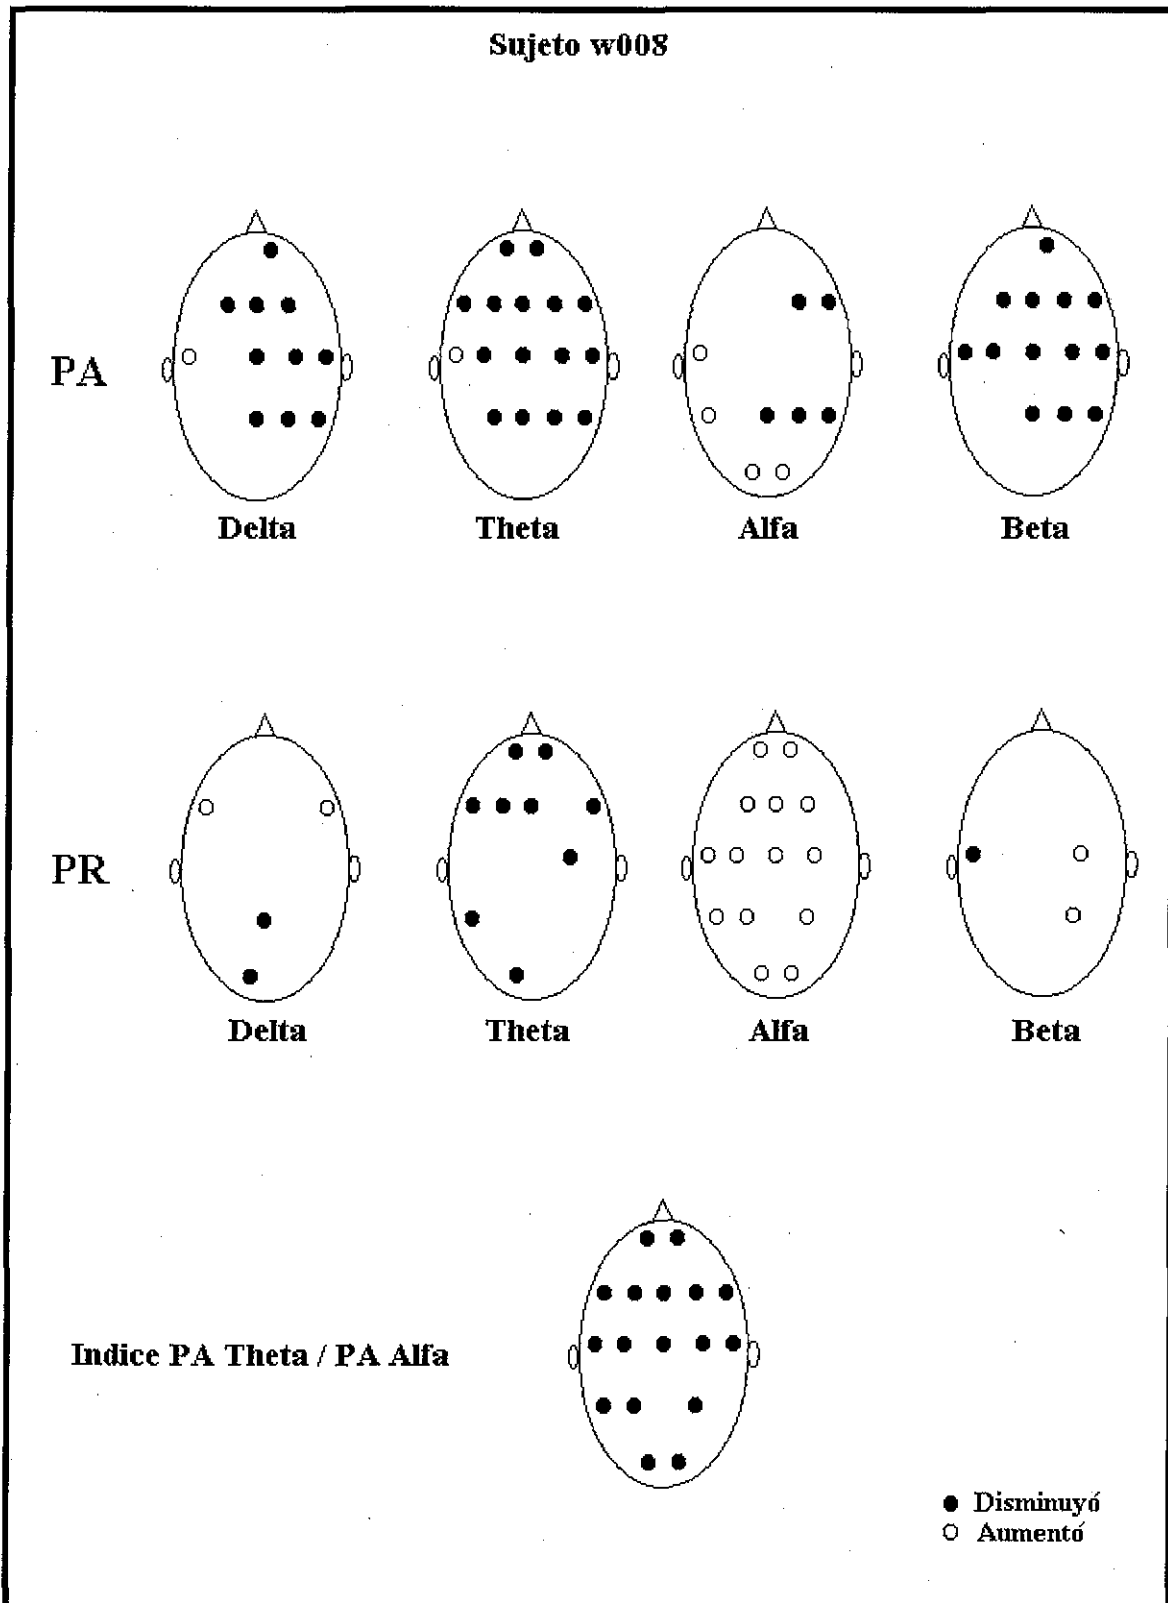 Sujeto w008
PA
Delta Theta Alfa Beta
PR
Delta Theta Alfa Beta
Indice PA Theta / PA Alfa
Disminuyó
Aumentó